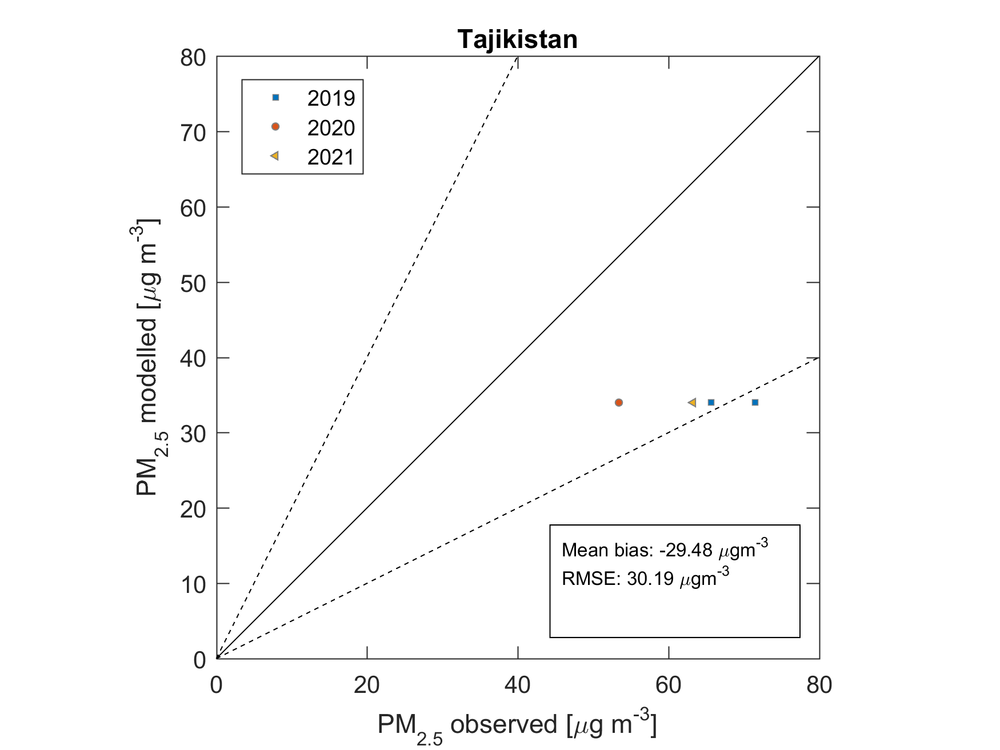 Tajikistan
80
70
60
50
40
30
20
10
0
2019
2020
2021
PM2.5 modelled [μg m-3]
Mean bias: -29.48 μgm-3
RMSE: 30.19 μgm-3
0 20 40 60 80
PM2.5 observed [μg m-3]